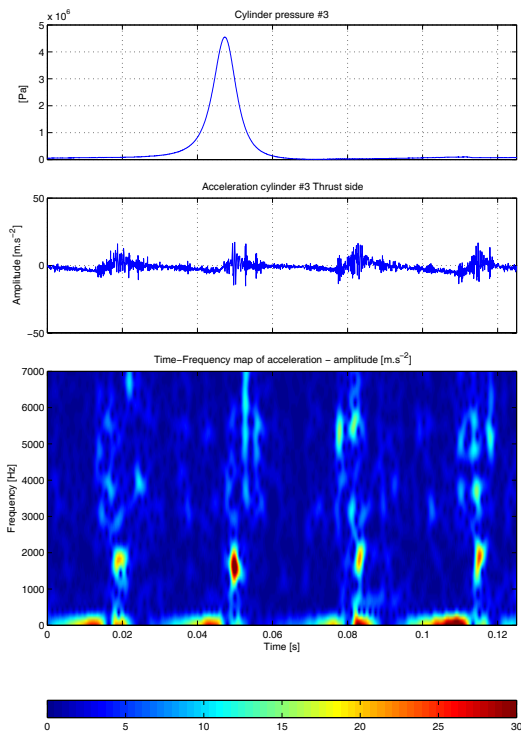 Cylinder pressure #3
x 10⁶
5
4
3
2
1
0
[Pa]
Acceleration cylinder #3 Thrust side
50
0
−50
Amplitude [m.s⁻²]
Time−Frequency map of acceleration − amplitude [m.s⁻²]
7000
6000
5000
4000
3000
2000
1000
0
Frequency [Hz]
0 0.02 0.04 0.06 0.08 0.1 0.12
Time [s]
0 5 10 15 20 25 30